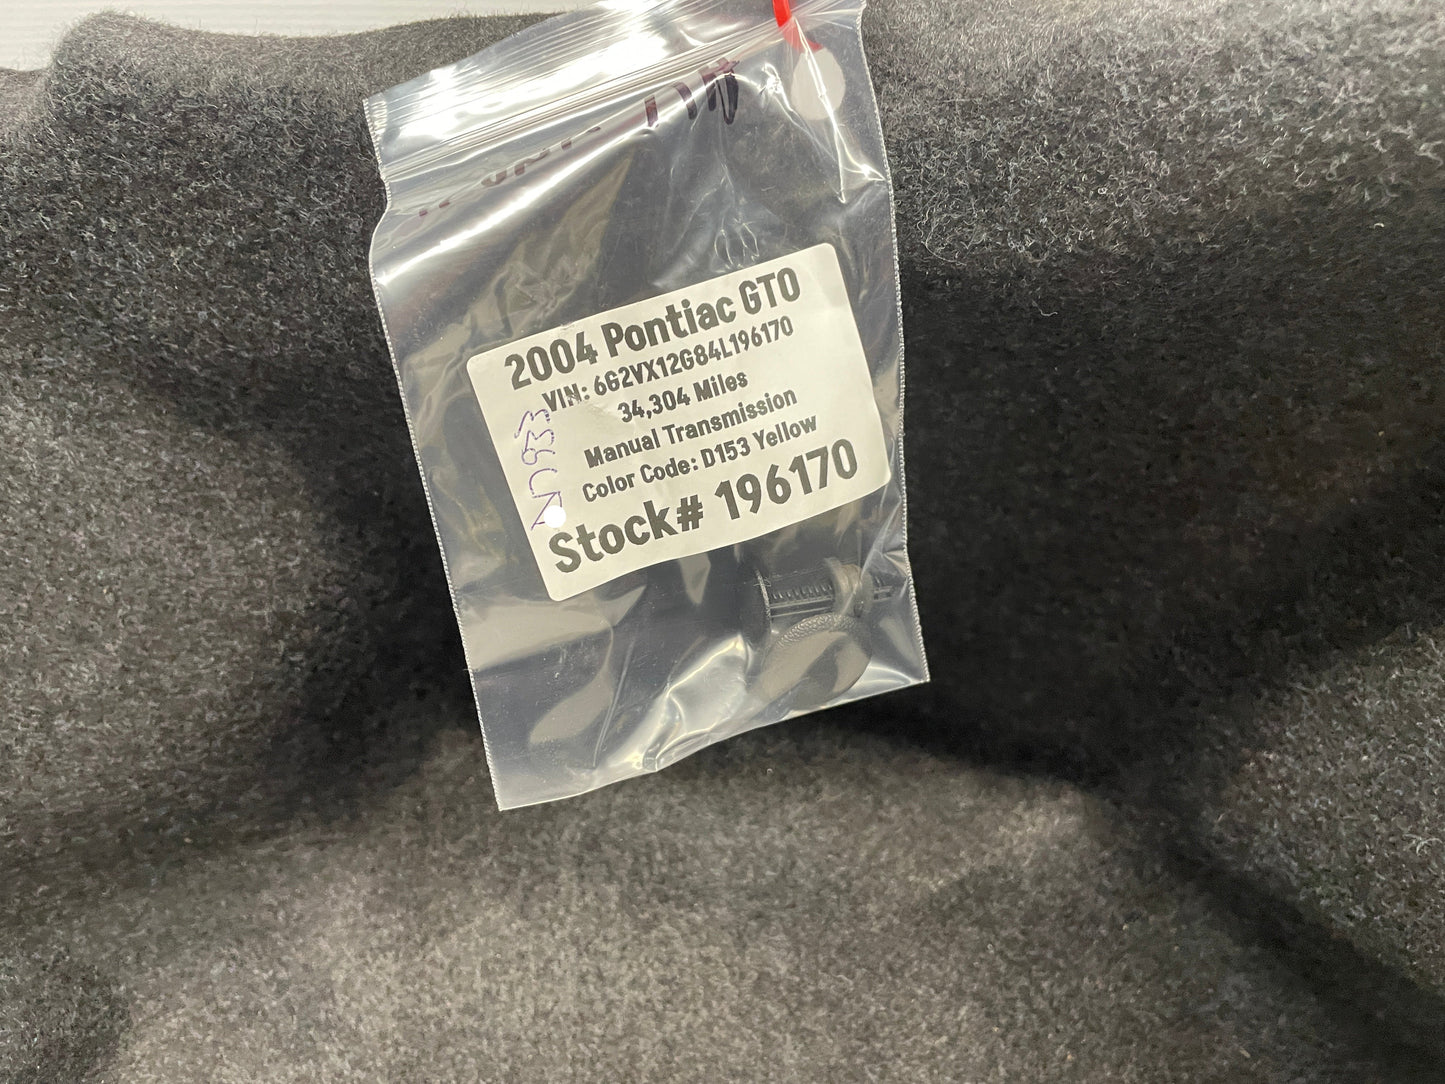 2004 Pontiac GTO
VIN: 6G2VX12G84L196170
34,304 Miles
Manual Transmission
Color Code: D153 Yellow
Stock# 196170